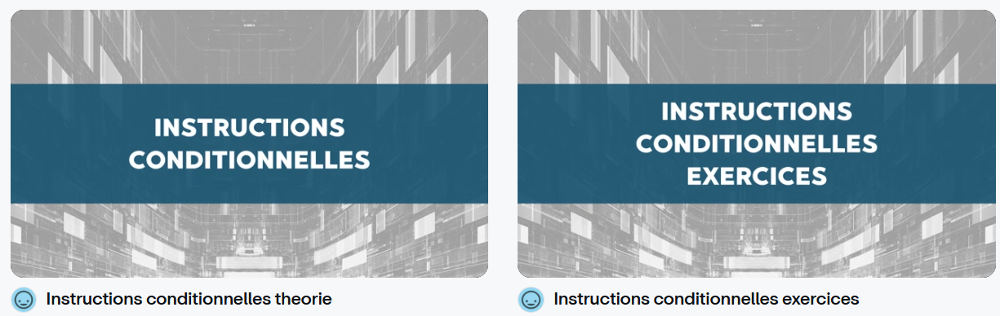 INSTRUCTIONS
CONDITIONNELLES
Instructions conditionnelles theorie
INSTRUCTIONS
CONDITIONNELLES
EXERCICES
Instructions conditionnelles exercices